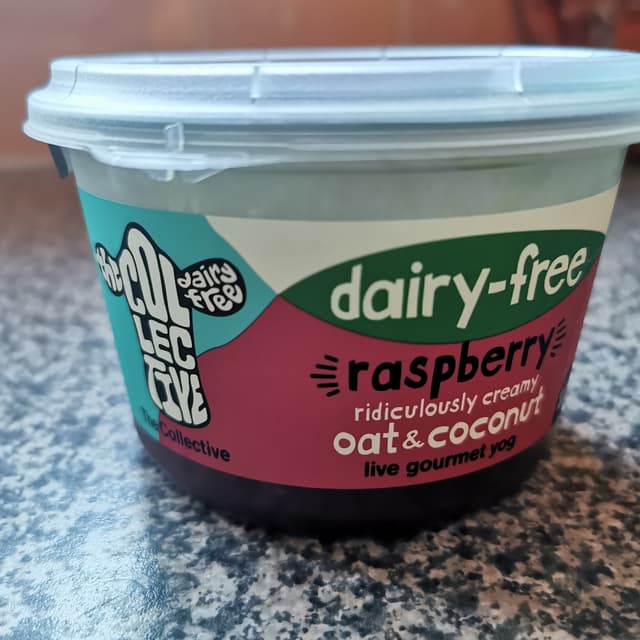 the
COL
LEC
TIVE
dairy
free
The Collective
dairy-free
raspberry
ridiculously creamy
oat & coconut
live gourmet yog